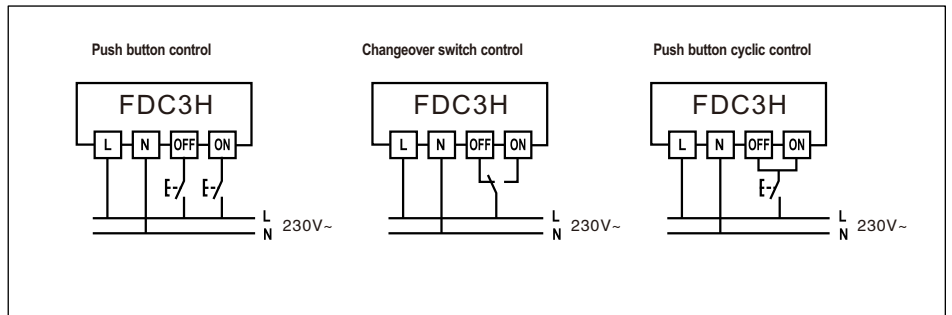 Push button control
FDC3H
L N OFF ON
L
N 230V~
Changeover switch control
FDC3H
L N OFF ON
L
N 230V~
Push button cyclic control
FDC3H
L N OFF ON
L
N 230V~